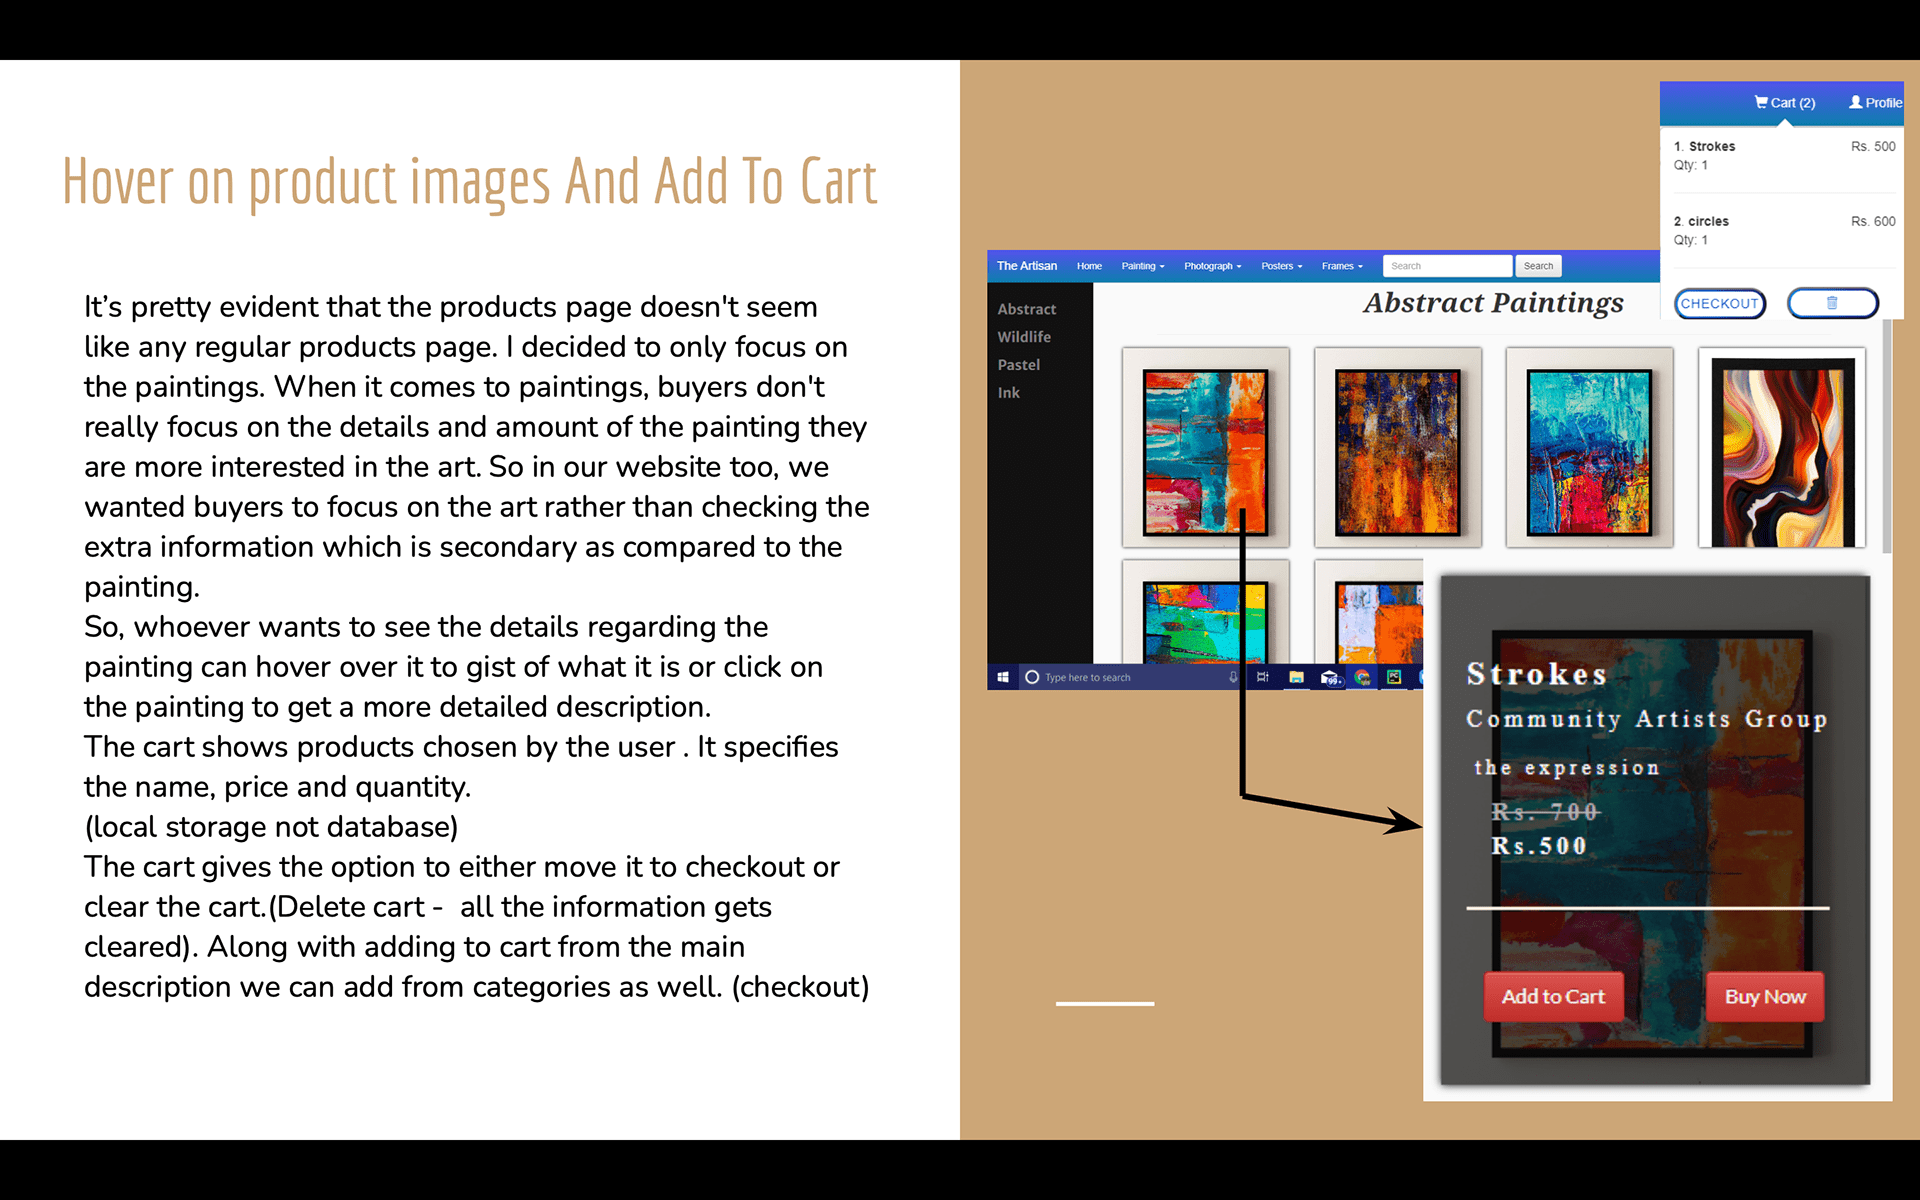 Hover on product images And Add To Cart
It’s pretty evident that the products page doesn't seem
like any regular products page. I decided to only focus on
the paintings. When it comes to paintings, buyers don't
really focus on the details and amount of the painting they
are more interested in the art. So in our website too, we
wanted buyers to focus on the art rather than checking the
extra information which is secondary as compared to the
painting.
So, whoever wants to see the details regarding the
painting can hover over it to gist of what it is or click on
the painting to get a more detailed description.
The cart shows products chosen by the user . It specifies
the name, price and quantity.
(local storage not database)
The cart gives the option to either move it to checkout or
clear the cart.(Delete cart -  all the information gets
cleared). Along with adding to cart from the main
description we can add from categories as well. (checkout)
Cart (2) Profile
1. Strokes Rs. 500
Qty: 1
2. circles Rs. 600
Qty: 1
CHECKOUT
The Artisan Home Painting Photograph Posters Frames Search Search
Abstract Paintings
Abstract
Wildlife
Pastel
Ink
Type here to search
99+
PC
Strokes
Community Artists Group
the expression
Rs. 700
Rs.500
Add to Cart Buy Now